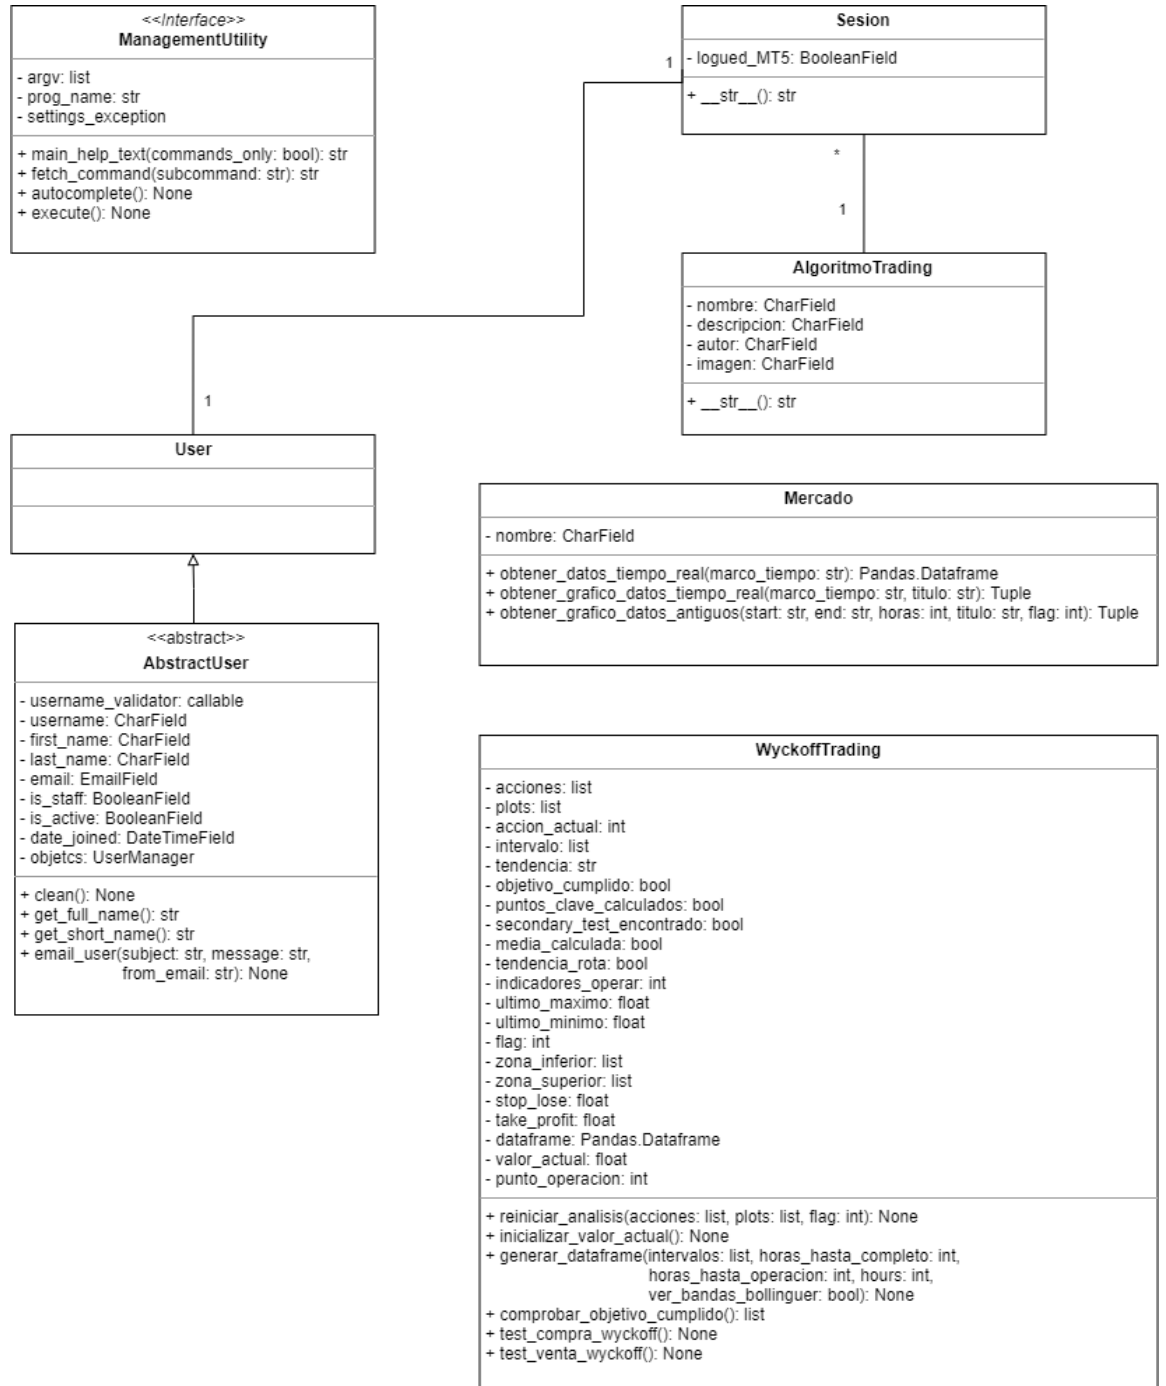 <<Interface>>
ManagementUtility
- argv: list
- prog_name: str
- settings_exception
+ main_help_text(commands_only: bool): str
+ fetch_command(subcommand: str): str
+ autocomplete(): None
+ execute(): None
Sesion
- logued_MT5: BooleanField
+ __str__(): str
1
*
1
AlgoritmoTrading
- nombre: CharField
- descripcion: CharField
- autor: CharField
- imagen: CharField
+ __str__(): str
1
User
<<abstract>>
AbstractUser
- username_validator: callable
- username: CharField
- first_name: CharField
- last_name: CharField
- email: EmailField
- is_staff: BooleanField
- is_active: BooleanField
- date_joined: DateTimeField
- objetcs: UserManager
+ clean(): None
+ get_full_name(): str
+ get_short_name(): str
+ email_user(subject: str, message: str,
from_email: str): None
Mercado
- nombre: CharField
+ obtener_datos_tiempo_real(marco_tiempo: str): Pandas.Dataframe
+ obtener_grafico_datos_tiempo_real(marco_tiempo: str, titulo: str): Tuple
+ obtener_grafico_datos_antiguos(start: str, end: str, horas: int, titulo: str, flag: int): Tuple
WyckoffTrading
- acciones: list
- plots: list
- accion_actual: int
- intervalo: list
- tendencia: str
- objetivo_cumplido: bool
- puntos_clave_calculados: bool
- secondary_test_encontrado: bool
- media_calculada: bool
- tendencia_rota: bool
- indicadores_operar: int
- ultimo_maximo: float
- ultimo_minimo: float
- flag: int
- zona_inferior: list
- zona_superior: list
- stop_lose: float
- take_profit: float
- dataframe: Pandas.Dataframe
- valor_actual: float
- punto_operacion: int
+ reiniciar_analisis(acciones: list, plots: list, flag: int): None
+ inicializar_valor_actual(): None
+ generar_dataframe(intervalos: list, horas_hasta_completo: int,
horas_hasta_operacion: int, hours: int,
ver_bandas_bollinguer: bool): None
+ comprobar_objetivo_cumplido(): list
+ test_compra_wyckoff(): None
+ test_venta_wyckoff(): None